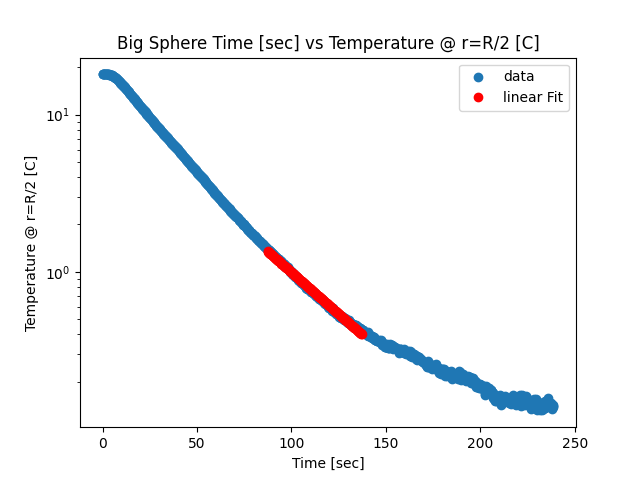 Big Sphere Time [sec] vs Temperature @ r=R/2 [C]
data
linear Fit
10¹
10⁰
Temperature @ r=R/2 [C]
0 50 100 150 200 250
Time [sec]